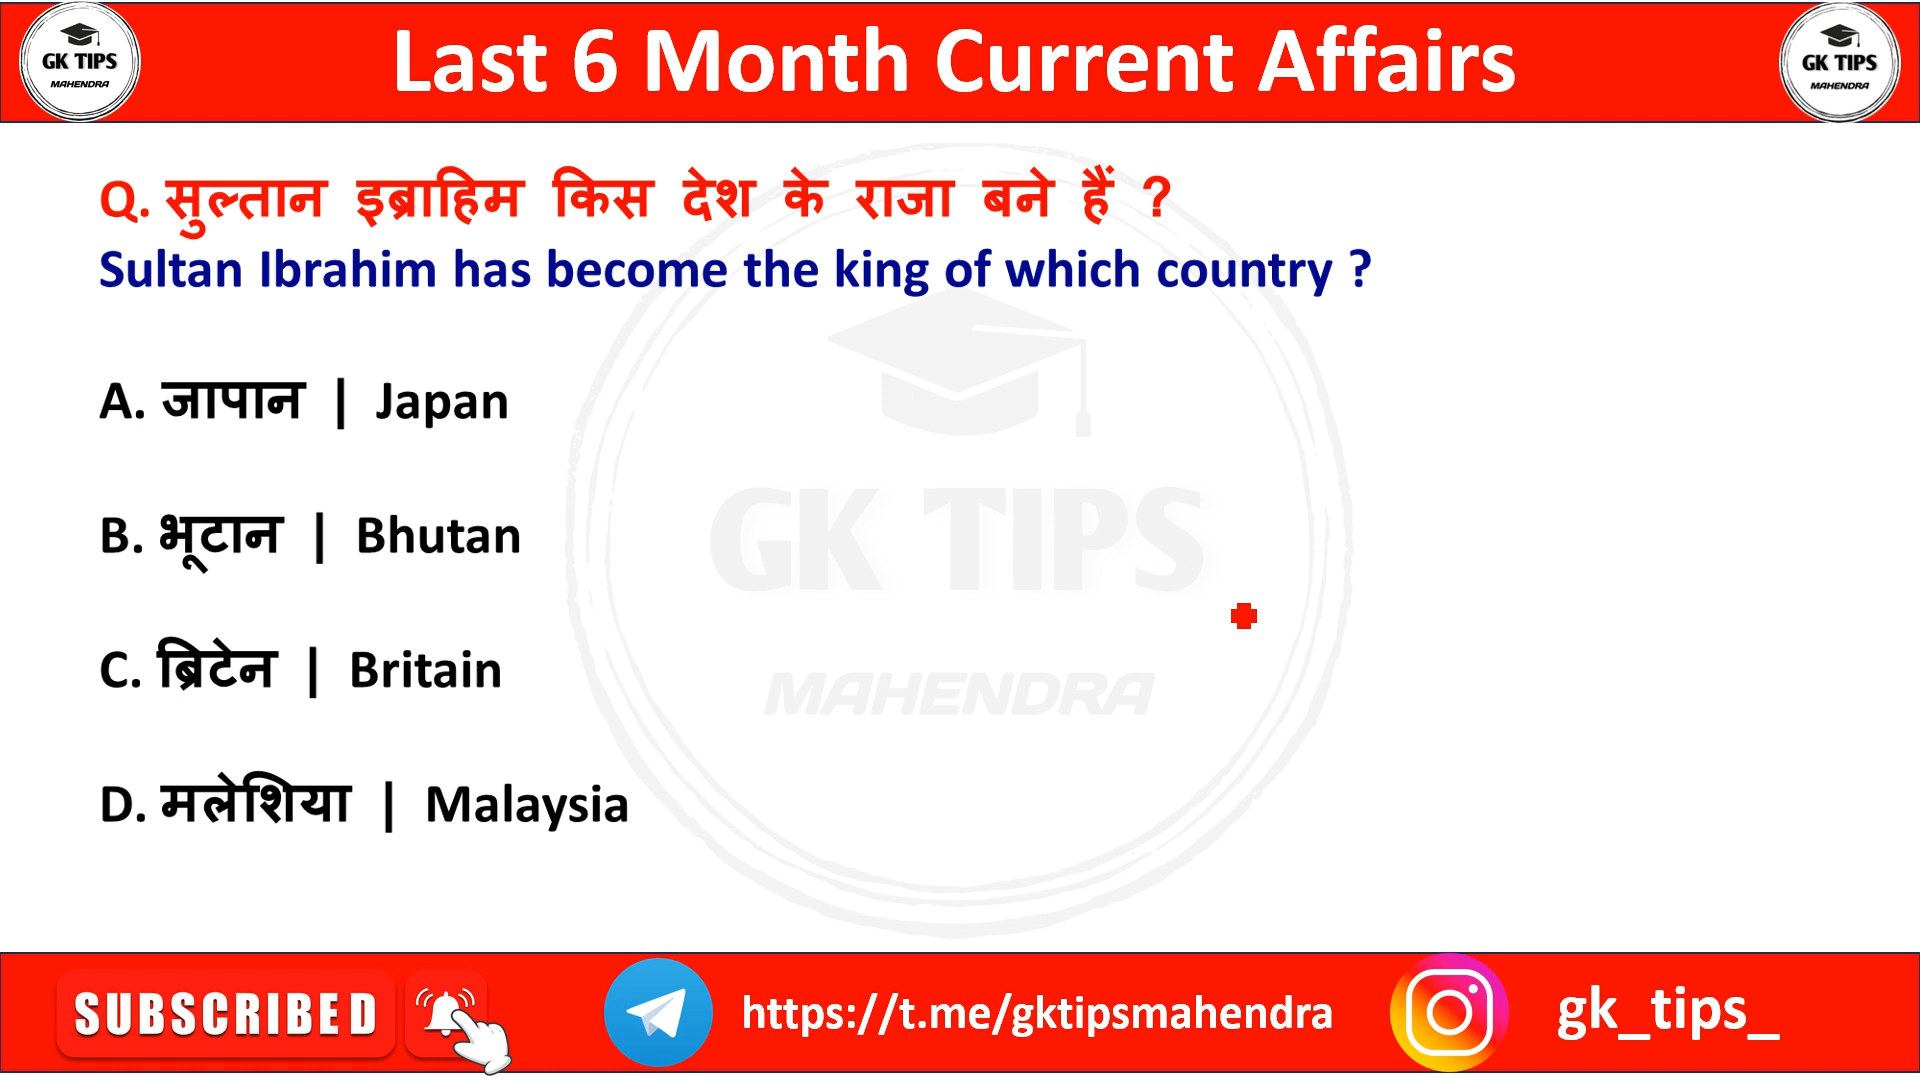 GK TIPS
MAHENDRA
Last 6 Month Current Affairs
GK TIPS
MAHENDRA
Q. सुल्तान इब्राहिम किस देश के राजा बने हैं ?
Sultan Ibrahim has become the king of which country ?
A. जापान | Japan
B. भूटान | Bhutan
C. ब्रिटेन | Britain
D. मलेशिया | Malaysia
GK TIPS
MAHENDRA
SUBSCRIBED
https://t.me/gktipsmahendra
gk_tips_